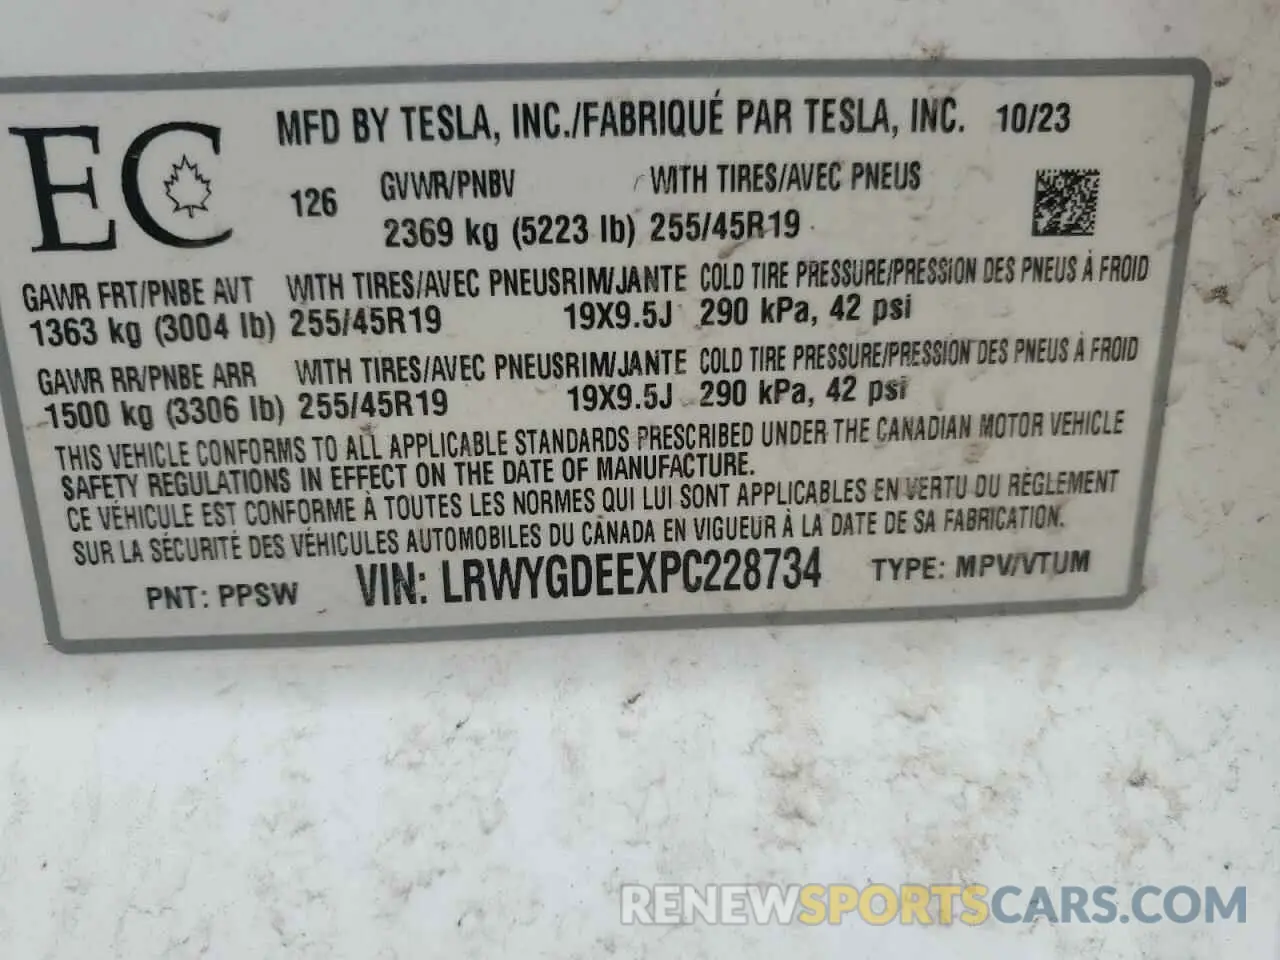 EC
MFD BY TESLA, INC./FABRIQUÉ PAR TESLA, INC. 10/23
126 GVWR/PNBV WITH TIRES/AVEC PNEUS
2369 kg (5223 lb) 255/45R19
GAWR FRT/PNBE AVT WITH TIRES/AVEC PNEUSRIM/JANTE COLD TIRE PRESSURE/PRESSION DES PNEUS À FROID
1363 kg (3004 lb) 255/45R19 19X9.5J 290 kPa, 42 psi
GAWR RR/PNBE ARR WITH TIRES/AVEC PNEUSRIM/JANTE COLD TIRE PRESSURE/PRESSION DES PNEUS À FROID
1500 kg (3306 lb) 255/45R19 19X9.5J 290 kPa, 42 psi
THIS VEHICLE CONFORMS TO ALL APPLICABLE STANDARDS PRESCRIBED UNDER THE CANADIAN MOTOR VEHICLE
SAFETY REGULATIONS IN EFFECT ON THE DATE OF MANUFACTURE.
CE VÉHICULE EST CONFORME À TOUTES LES NORMES QUI LUI SONT APPLICABLES EN VERTU DU RÈGLEMENT
SUR LA SÉCURITÉ DES VÉHICULES AUTOMOBILES DU CANADA EN VIGUEUR À LA DATE DE SA FABRICATION.
PNT: PPSW VIN: LRWYGDEEXPC228734 TYPE: MPV/VTUM
RENEWSPORTSCARS.COM